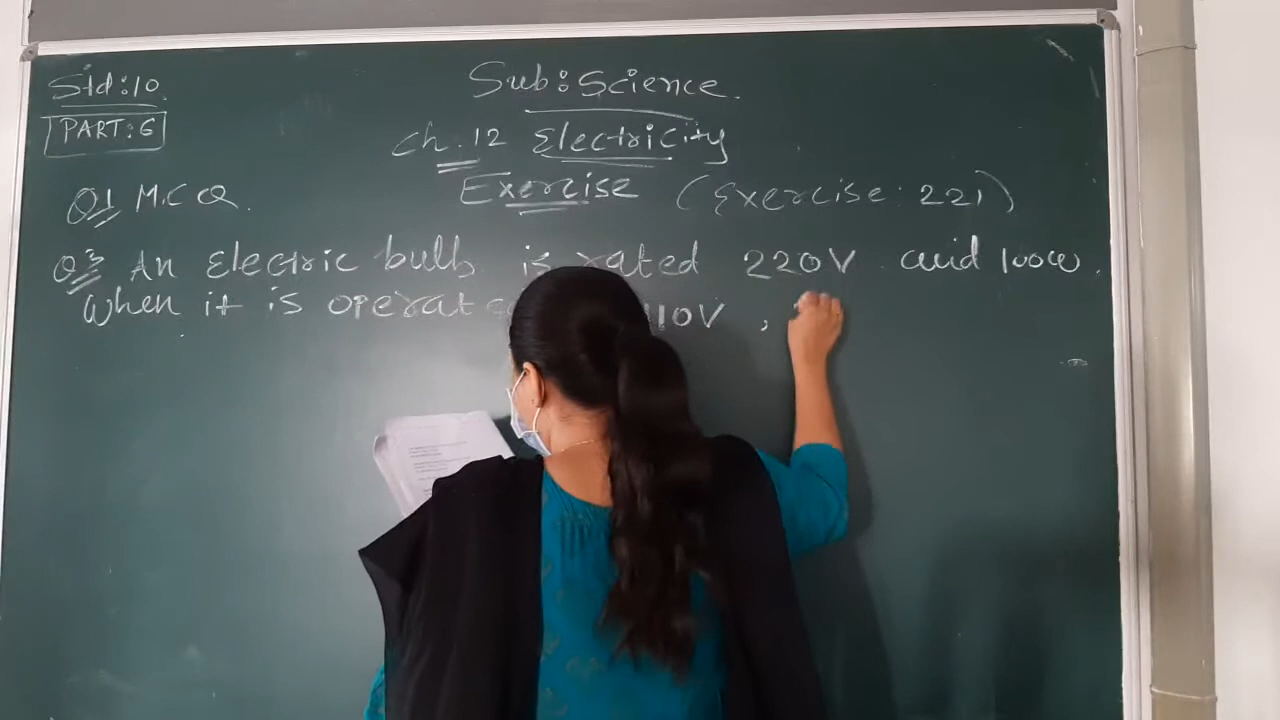 Std:10
PART:6
Sub:Science
Ch.12 Electricity
Exercise (Exercise:221)
Q1 M.C.Q.
Q3 An Electric bulb is rated 220V and 100w.
When it is operat 110V,